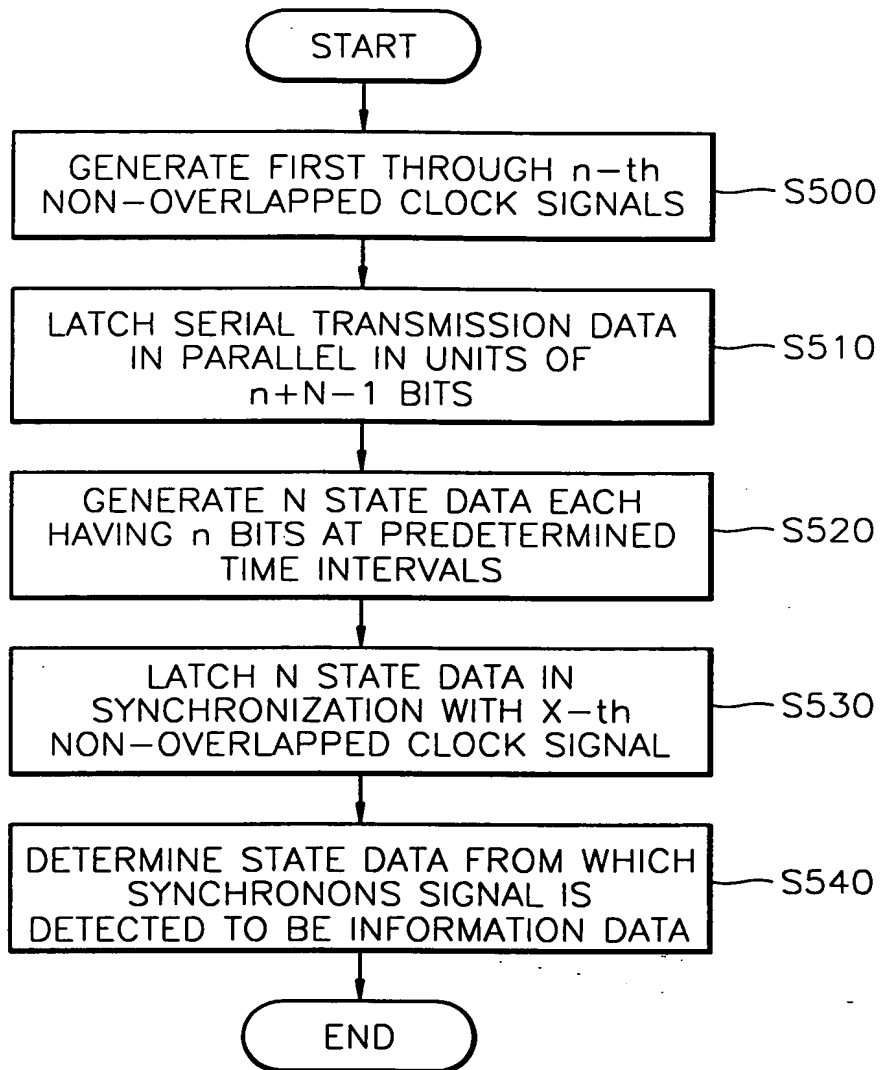 START
GENERATE FIRST THROUGH n-th
NON-OVERLAPPED CLOCK SIGNALS
S500
LATCH SERIAL TRANSMISSION DATA
IN PARALLEL IN UNITS OF
n+N-1 BITS
S510
GENERATE N STATE DATA EACH
HAVING n BITS AT PREDETERMINED
TIME INTERVALS
S520
LATCH N STATE DATA IN
SYNCHRONIZATION WITH X-th
NON-OVERLAPPED CLOCK SIGNAL
S530
DETERMINE STATE DATA FROM WHICH
SYNCHRONONS SIGNAL IS
DETECTED TO BE INFORMATION DATA
S540
END